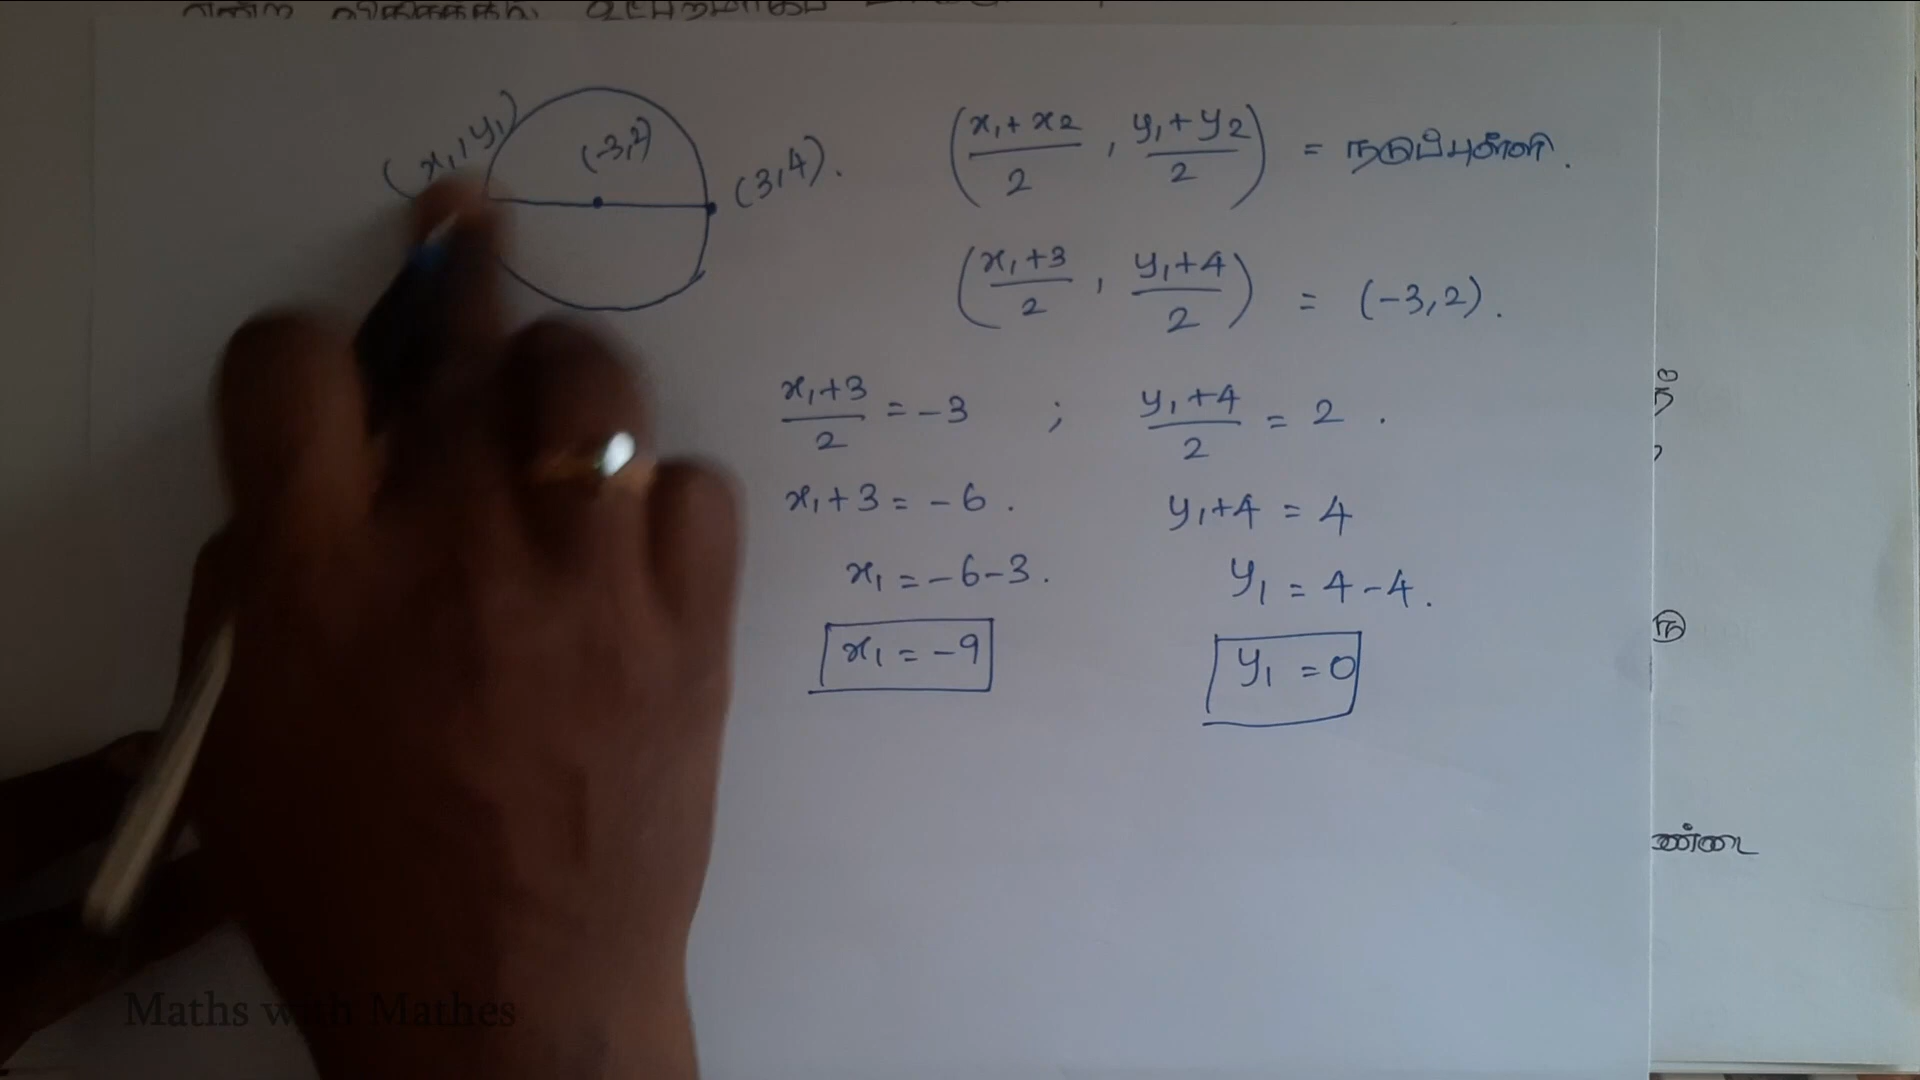 (x₁, y₁)
(-3,2)
(3,4).
(x₁+x₂/2, y₁+y₂/2) = நடுப்புள்ளி.
(x₁+3/2, y₁+4/2) = (-3,2).
x₁+3/2 = -3 ; y₁+4/2 = 2.
x₁+3 = -6. y₁+4 = 4
x₁ = -6-3. y₁ = 4-4.
x₁ = -9 y₁ = 0
Maths with Mathes